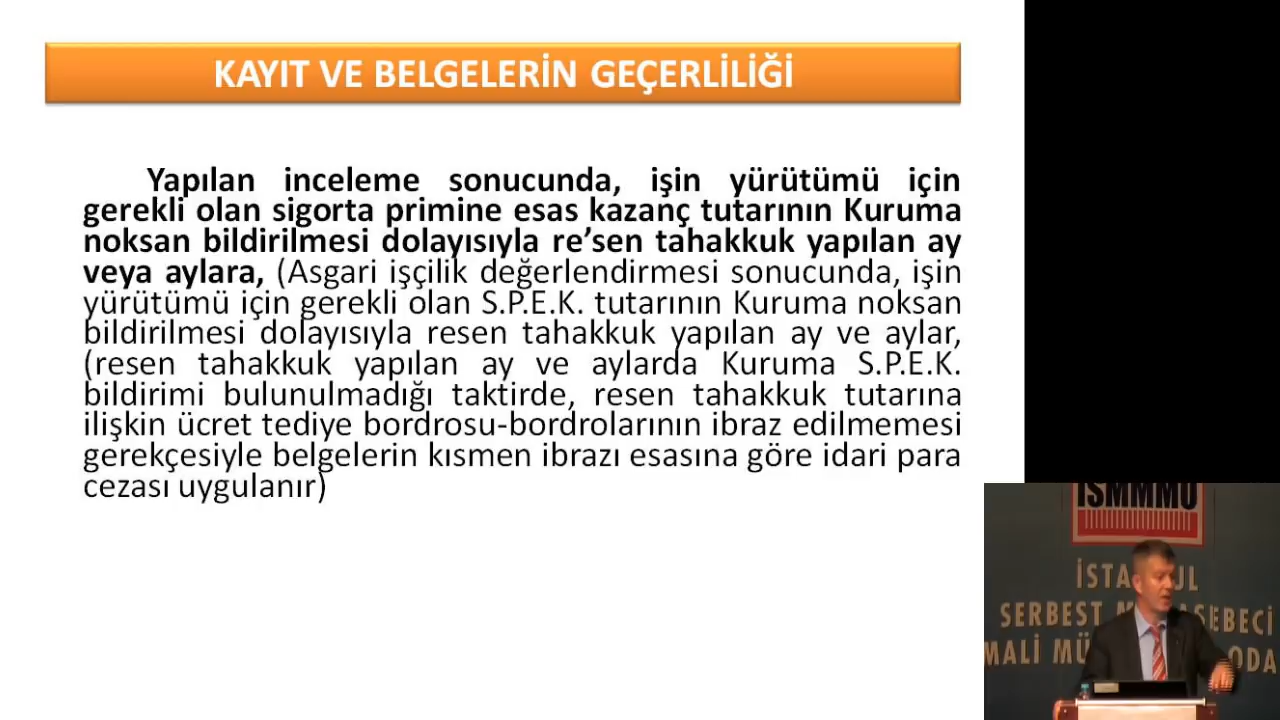 KAYIT VE BELGELERİN GEÇERLİLİĞİ
Yapılan inceleme sonucunda, işin yürütümü için
gerekli olan sigorta primine esas kazanç tutarının Kuruma
noksan bildirilmesi dolayısıyla re’sen tahakkuk yapılan ay
veya aylara, (Asgari işçilik değerlendirmesi sonucunda, işin
yürütümü için gerekli olan S.P.E.K. tutarının Kuruma noksan
bildirilmesi dolayısıyla resen tahakkuk yapılan ay ve aylar,
(resen tahakkuk yapılan ay ve aylarda Kuruma S.P.E.K.
bildirimi bulunulmadığı taktirde, resen tahakkuk tutarına
ilişkin ücret tediye bordrosu-bordrolarının ibraz edilmemesi
gerekçesiyle belgelerin kısmen ibrazı esasına göre idari para
cezası uygulanır)
İSMMMO
SERBEST
MALİ